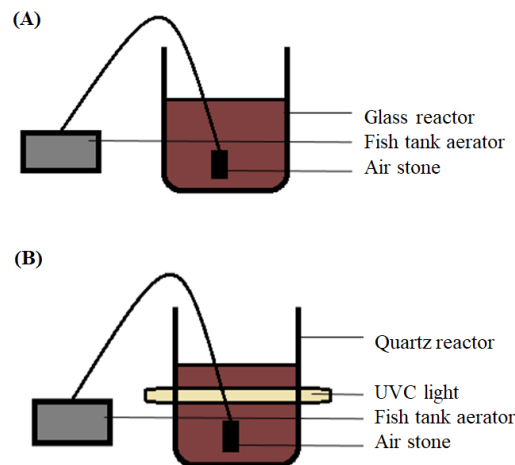 (A)
Glass reactor
Fish tank aerator
Air stone
(B)
Quartz reactor
UVC light
Fish tank aerator
Air stone